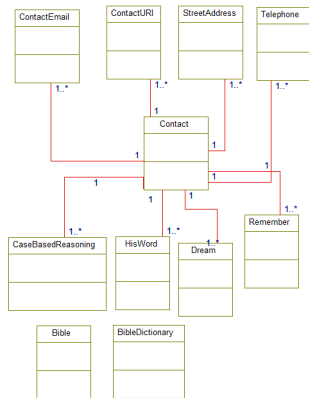 ContactEmail
ContactURI
StreetAddress
Telephone
1..*
1..*
1..*
1..*
1
Contact
1
1
1
1
1
1
1
1..*
1..*
1..*
1..*
CaseBasedReasoning
HisWord
Dream
Remember
Bible
BibleDictionary